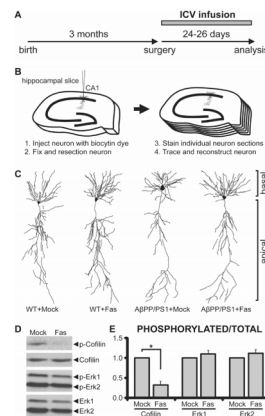 A
ICV infusion
3 months
24-26 days
birth
surgery
analysis
B
hippocampal slice
CA1
1. Inject neuron with biocytin dye
2. Fix and resection neuron
3. Stain individual neuron sections
4. Trace and reconstruct neuron
C
basal
apical
WT+Mock
WT+Fas
AβPP/PS1+Mock
AβPP/PS1+Fas
D
Mock Fas
p-Cofilin
Cofilin
p-Erk1
p-Erk2
Erk1
Erk2
E
PHOSPHORYLATED/TOTAL
1.5
1.0
0.5
0.0
*
Mock Fas Mock Fas Mock Fas
Cofilin Erk1 Erk2